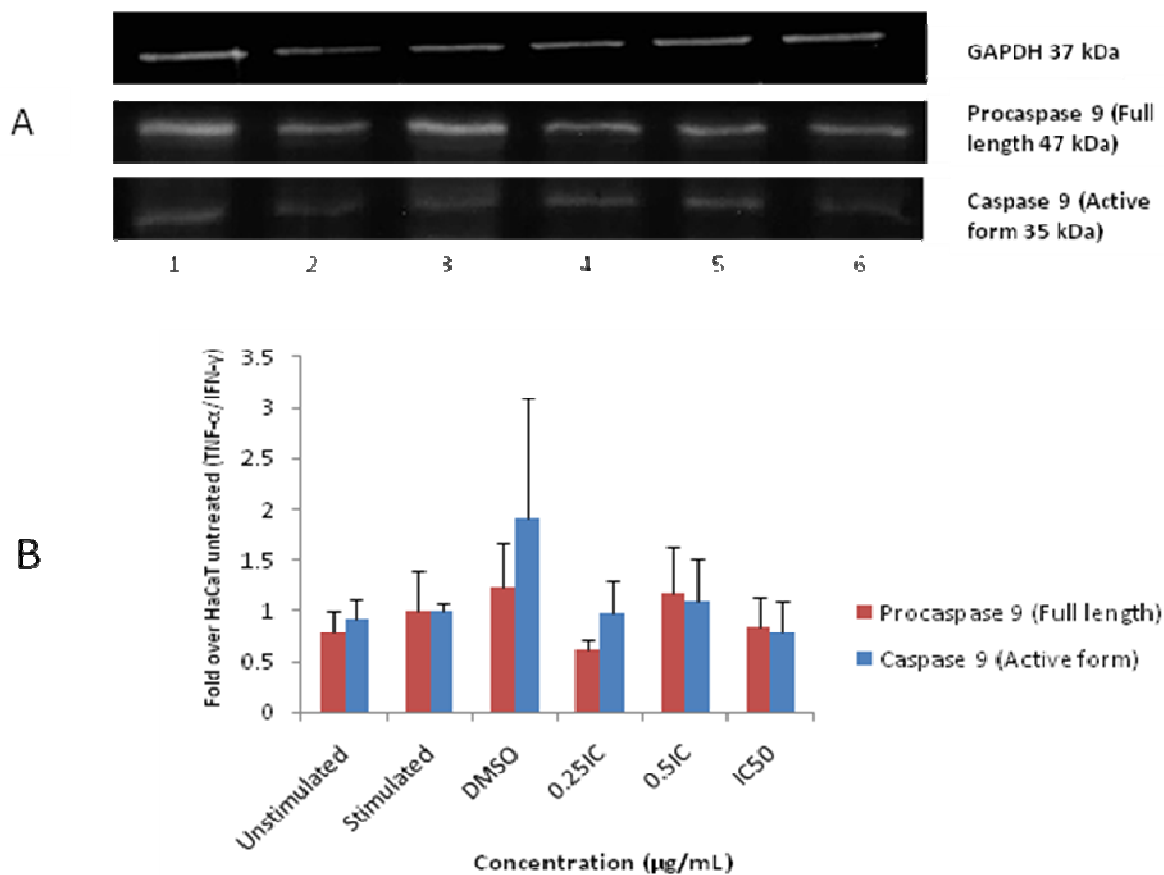 GAPDH 37 kDa
A
Procaspase 9 (Full
length 47 kDa)
Caspase 9 (Active
form 35 kDa)
1 2 3 4 5 6
B
Fold over HaCaT untreated (TNF-α/IFN-γ)
3.5
3
2.5
2
1.5
1
0.5
0
Unstimulated
Stimulated
DMSO
0.25IC
0.5IC
IC50
Concentration (µg/mL)
Procaspase 9 (Full length)
Caspase 9 (Active form)